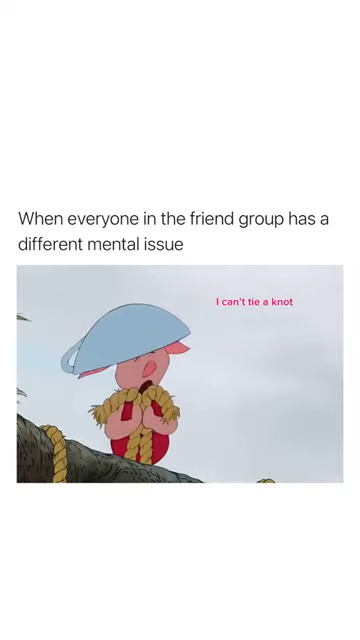 When everyone in the friend group has a
different mental issue
I can't tie a knot